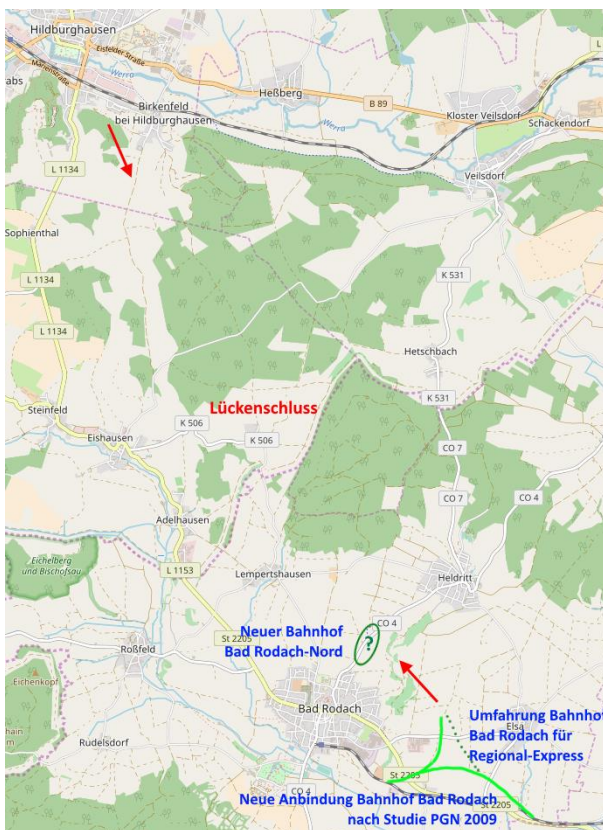 Hildburghausen
Eisfelder Straße
Marienstraße
abs
Birkenfeld
bei Hildburghausen
Werra
Heßberg
B 89
Werra
Kloster Veilsdorf
Schackendorf
L 1134
Veilsdorf
Sophienthal
K 531
L 1134
L 1134
Hetschbach
Lückenschluss
K 531
Steinfeld
K 506
K 506
Eishausen
CO 7
CO 7
CO 4
Adelhausen
Eichelberg
und Bischofsau
L 1153
Lempertshausen
Heldritt
St 2205
CO 4
Neuer Bahnhof
Bad Rodach-Nord
?
Roßfeld
Eichenkopf
Bad Rodach
Umfahrung Bahnhof
Bad Rodach für
Regional-Express
Elsa
Rudelsdorf
St 2205
CO 4
St 2205
Neue Anbindung Bahnhof Bad Rodach
nach Studie PGN 2009